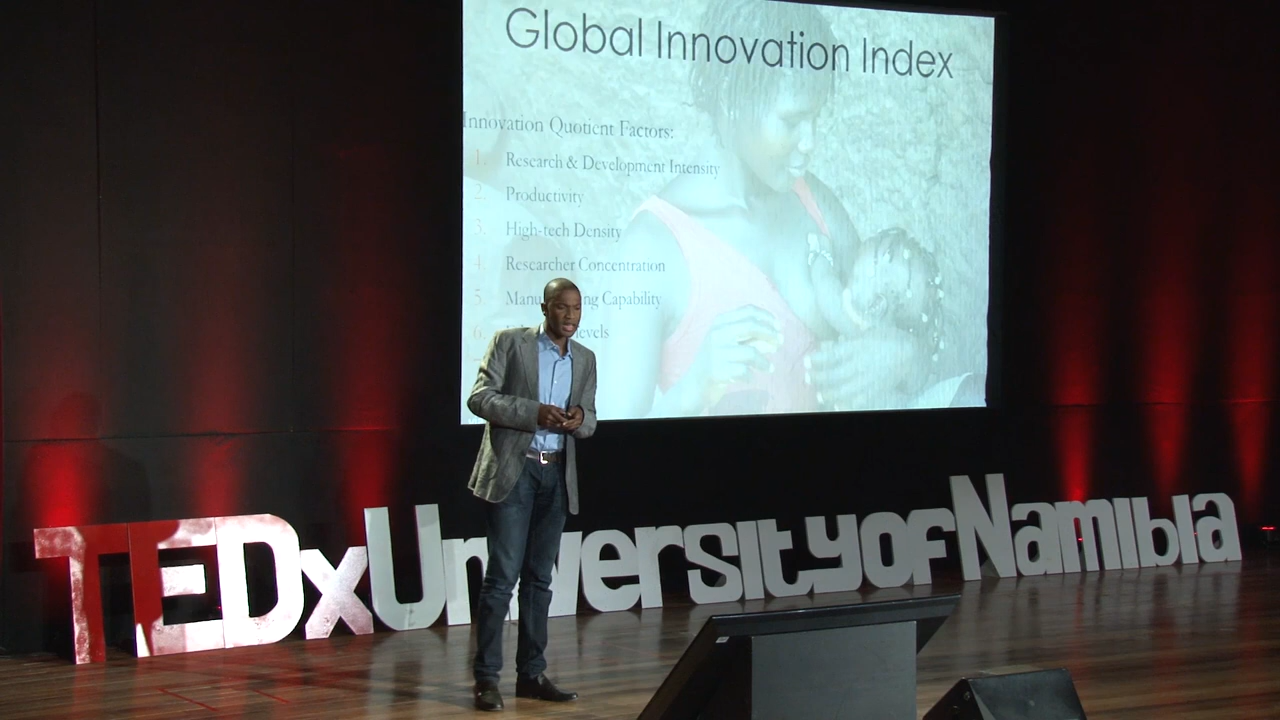 Global Innovation Index
Innovation Quotient Factors:
1. Research & Development Intensity
2. Productivity
3. High-tech Density
4. Researcher Concentration
5. Capability
6. levels
TEDxUniversityofNamibia